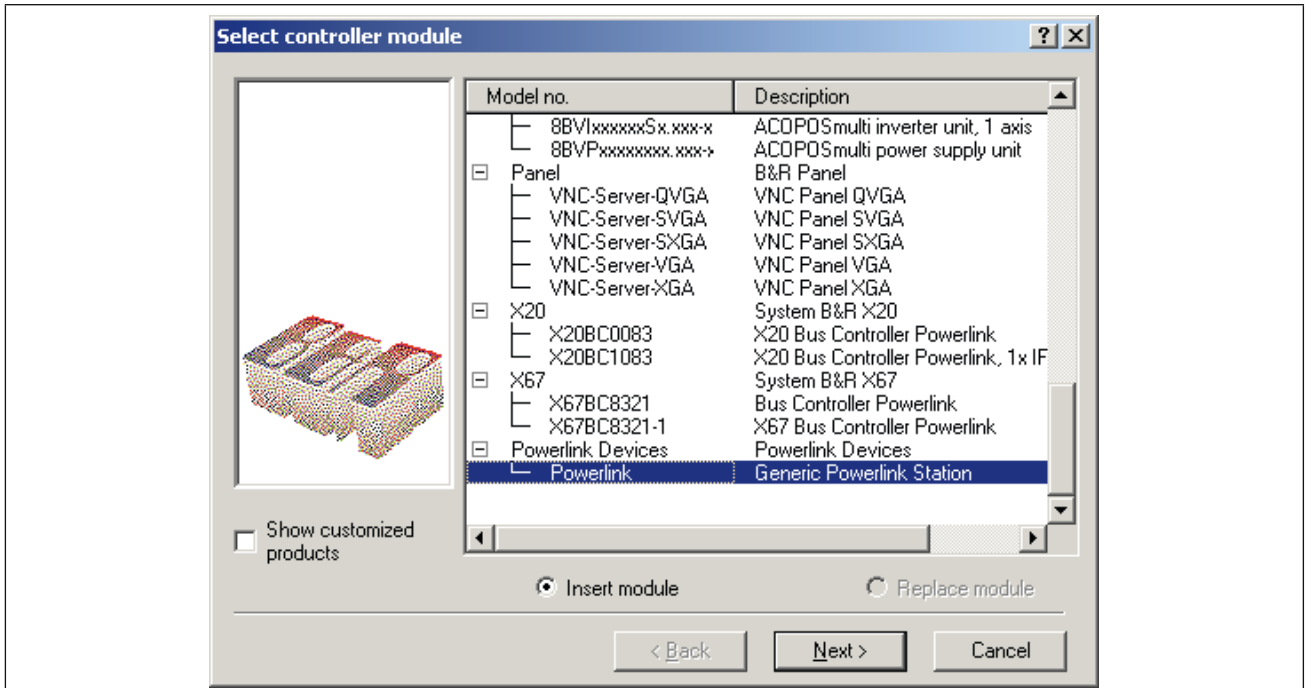 Select controller module
Model no. Description
8BVIxxxxxxSx.xxx-x ACOPOSmulti inverter unit, 1 axis
8BVPxxxxxxxx.xxx-x ACOPOSmulti power supply unit
Panel B&R Panel
VNC-Server-QVGA VNC Panel QVGA
VNC-Server-SVGA VNC Panel SVGA
VNC-Server-SXGA VNC Panel SXGA
VNC-Server-VGA VNC Panel VGA
VNC-Server-XGA VNC Panel XGA
X20 System B&R X20
X20BC0083 X20 Bus Controller Powerlink
X20BC1083 X20 Bus Controller Powerlink, 1x IF
X67 System B&R X67
X67BC8321 Bus Controller Powerlink
X67BC8321-1 X67 Bus Controller Powerlink
Powerlink Devices Powerlink Devices
Powerlink Generic Powerlink Station
Show customized
products
Insert module Replace module
< Back Next > Cancel